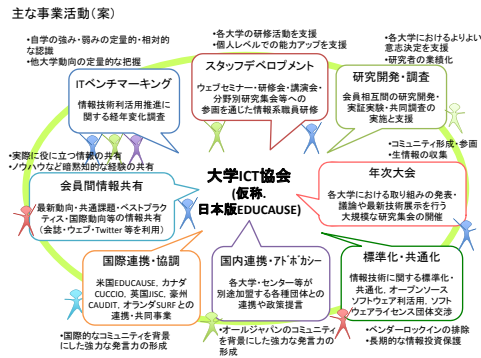 主な事業活動（案）
・自学の強み・弱みの定量的・相対的
な認識
・他大学動向の定量的な把握
ITベンチマーキング
情報技術利活用推進に
関する経年変化調査
・各大学の研修活動を支援
・個人レベルでの能力アップを支援
スタッフデベロプメント
ウェブセミナー・研修会・講演会・
分野別研究集会等への
参画を通じた情報系職員研修
・各大学におけるよりよい
意志決定を支援
・研究者の業績化
研究開発・調査
会員相互間の研究開発・
実証実験・共同調査の
実施と支援
・実際に役に立つ情報の共有
・ノウハウなど暗黙知的な経験の共有
会員間情報共有
最新動向・共通課題・ベストプラク
ティス・国際動向等の情報共有
（会誌・ウェブ・Twitter 等を利用）
大学ICT協会
(仮称.
日本版EDUCAUSE)
・コミュニティ形成・参画
・生情報の収集
年次大会
各大学における取り組みの発表・
議論や最新技術展示を行う
大規模な研究集会の開催
国際連携・協調
米国EDUCAUSE、カナダ
CUCCIO、英国JISC、豪州
CAUDIT、オランダSURFとの
連携・共同事業
・国際的なコミュニティを背景
にした強力な発言力の形成
国内連携・アドボカシー
各大学・センター等が
別途加盟する各種団体との
連携や政策提言
・オールジャパンのコミュニティ
を背景にした強力な発言力の
形成
標準化・共通化
情報技術に関する標準化・
共通化、オープンソース
ソフトウェア利活用、ソフト
ウェアライセンス団体交渉
・ベンダーロックインの排除
・長期的な情報投資保護